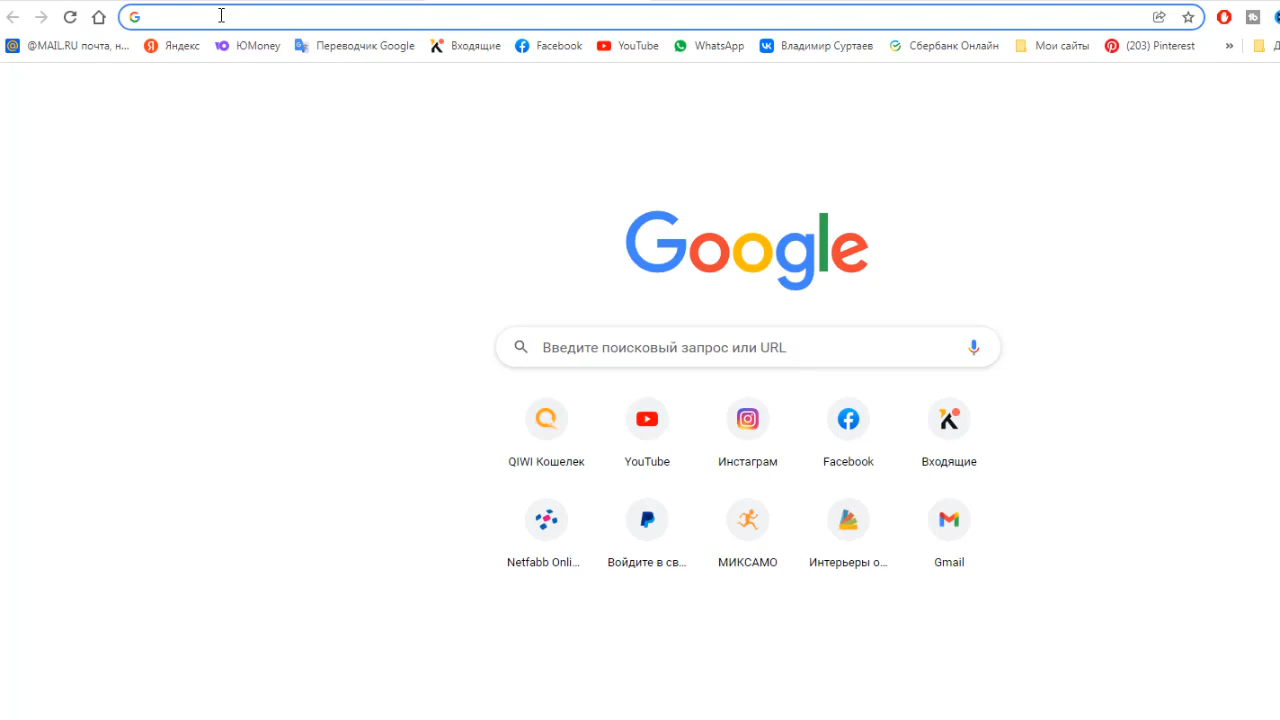 @MAIL.RU почта, н... Яндекс ЮMoney Переводчик Google Входящие Facebook YouTube WhatsApp Владимир Суртаев Сбербанк Онлайн Мои сайты (203) Pinterest »
Google
Введите поисковый запрос или URL
QIWI Кошелек YouTube Инстаграм Facebook Входящие
Netfabb Onli... Войдите в св... МИКСАМО Интерьеры о... Gmail